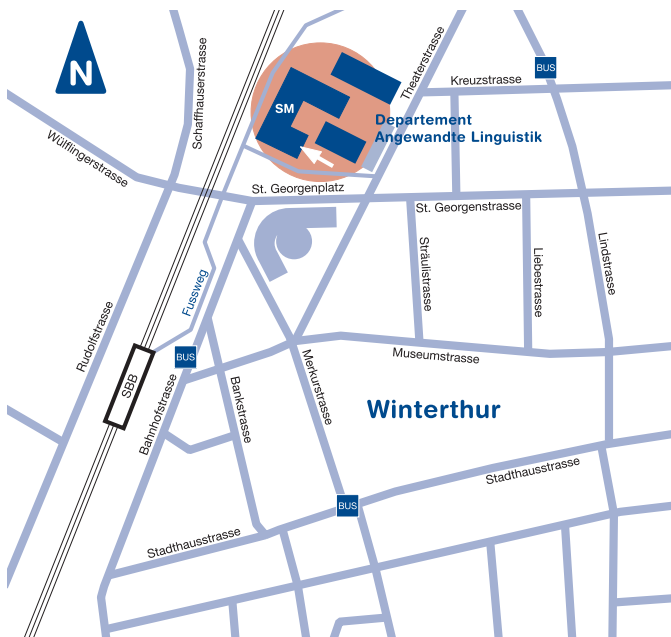 N
Schaffhauserstrasse
Wülflingerstrasse
SM
Theaterstrasse
BUS
Kreuzstrasse
Departement
Angewandte Linguistik
St. Georgenplatz
St. Georgenstrasse
Fussweg
Sträulistrasse
Liebestrasse
Lindstrasse
Rudolfstrasse
SBB
BUS
Bahnhofstrasse
Bankstrasse
Merkurstrasse
Museumstrasse
Winterthur
Stadthausstrasse
BUS
Stadthausstrasse